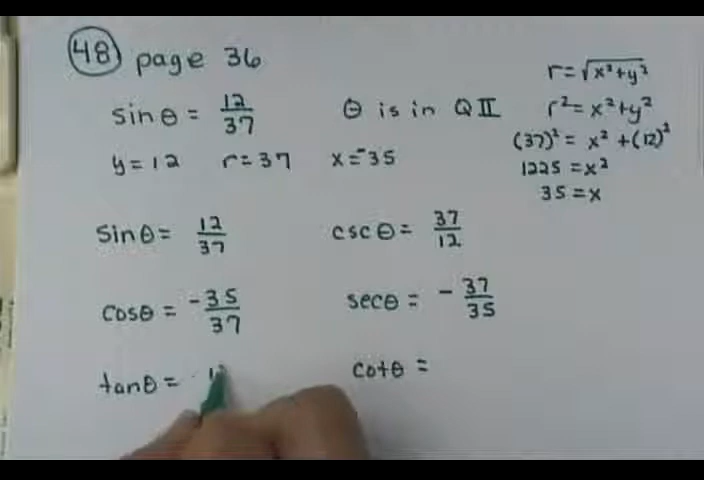 48 page 36
sin θ = 12/37 θ is in QII
y = 12 r = 37 x = -35
r = √x²+y²
r² = x²+y²
(37)² = x² + (12)²
1225 = x²
35 = x
sin θ = 12/37 csc θ = 37/12
cos θ = -35/37 sec θ = -37/35
tan θ = - cot θ =